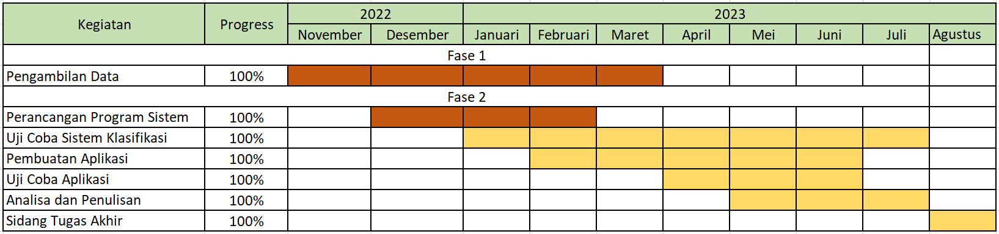 Kegiatan Progress 2022 2023
November Desember Januari Februari Maret April Mei Juni Juli Agustus
Fase 1
Pengambilan Data 100%
Fase 2
Perancangan Program Sistem 100%
Uji Coba Sistem Klasifikasi 100%
Pembuatan Aplikasi 100%
Uji Coba Aplikasi 100%
Analisa dan Penulisan 100%
Sidang Tugas Akhir 100%